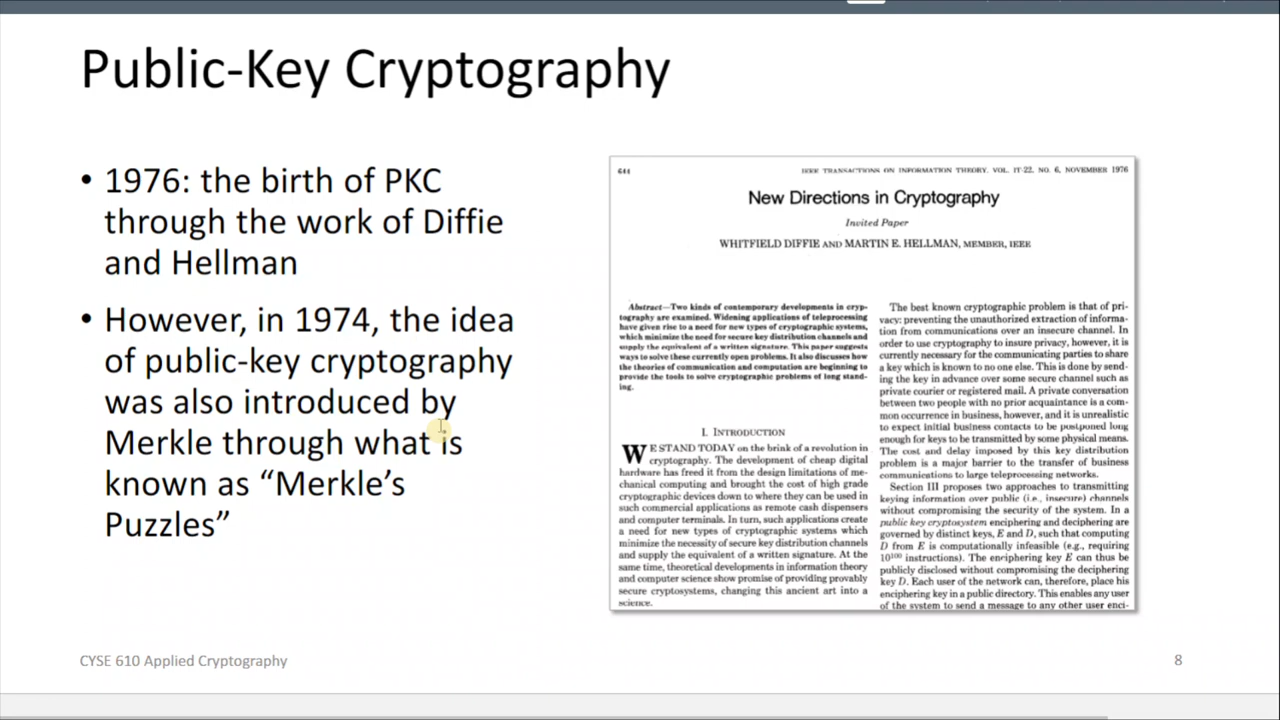 Public-Key Cryptography
• 1976: the birth of PKC
through the work of Diffie
and Hellman
• However, in 1974, the idea
of public-key cryptography
was also introduced by
Merkle through what is
known as “Merkle’s
Puzzles”
644
IEEE TRANSACTIONS ON INFORMATION THEORY, VOL. IT-22, NO. 6, NOVEMBER 1976
New Directions in Cryptography
Invited Paper
WHITFIELD DIFFIE AND MARTIN E. HELLMAN, MEMBER, IEEE
Abstract—Two kinds of contemporary developments in cryp-
tography are examined. Widening applications of teleprocessing
have given rise to a need for new types of cryptographic systems,
which minimize the need for secure key distribution channels and
supply the equivalent of a written signature. This paper suggests
ways to solve these currently open problems. It also discusses how
the theories of communication and computation are beginning to
provide the tools to solve cryptographic problems of long stand-
ing.
I. INTRODUCTION
WE STAND TODAY on the brink of a revolution in
cryptography. The development of cheap digital
hardware has freed it from the design limitations of me-
chanical computing and brought the cost of high grade
cryptographic devices down to where they can be used in
such commercial applications as remote cash dispensers
and computer terminals. In turn, such applications create
a need for new types of cryptographic systems which
minimize the necessity of secure key distribution channels
and supply the equivalent of a written signature. At the
same time, theoretical developments in information theory
and computer science show promise of providing provably
secure cryptosystems, changing this ancient art into a
science.
The best known cryptographic problem is that of pri-
vacy: preventing the unauthorized extraction of informa-
tion from communications over an insecure channel. In
order to use cryptography to insure privacy, however, it is
currently necessary for the communicating parties to share
a key which is known to no one else. This is done by send-
ing the key in advance over some secure channel such as
private courier or registered mail. A private conversation
between two people with no prior acquaintance is a com-
mon occurrence in business, however, and it is unrealistic
to expect initial business contacts to be postponed long
enough for keys to be transmitted by some physical means.
The cost and delay imposed by this key distribution
problem is a major barrier to the transfer of business
communications to large teleprocessing networks.
Section III proposes two approaches to transmitting
keying information over public (i.e., insecure) channels
without compromising the security of the system. In a
public key cryptosystem enciphering and deciphering are
governed by distinct keys, E and D, such that computing
D from E is computationally infeasible (e.g., requiring
10¹⁰⁰ instructions). The enciphering key E can thus be
publicly disclosed without compromising the deciphering
key D. Each user of the network can, therefore, place his
enciphering key in a public directory. This enables any user
of the system to send a message to any other user enci-
CYSE 610 Applied Cryptography
8